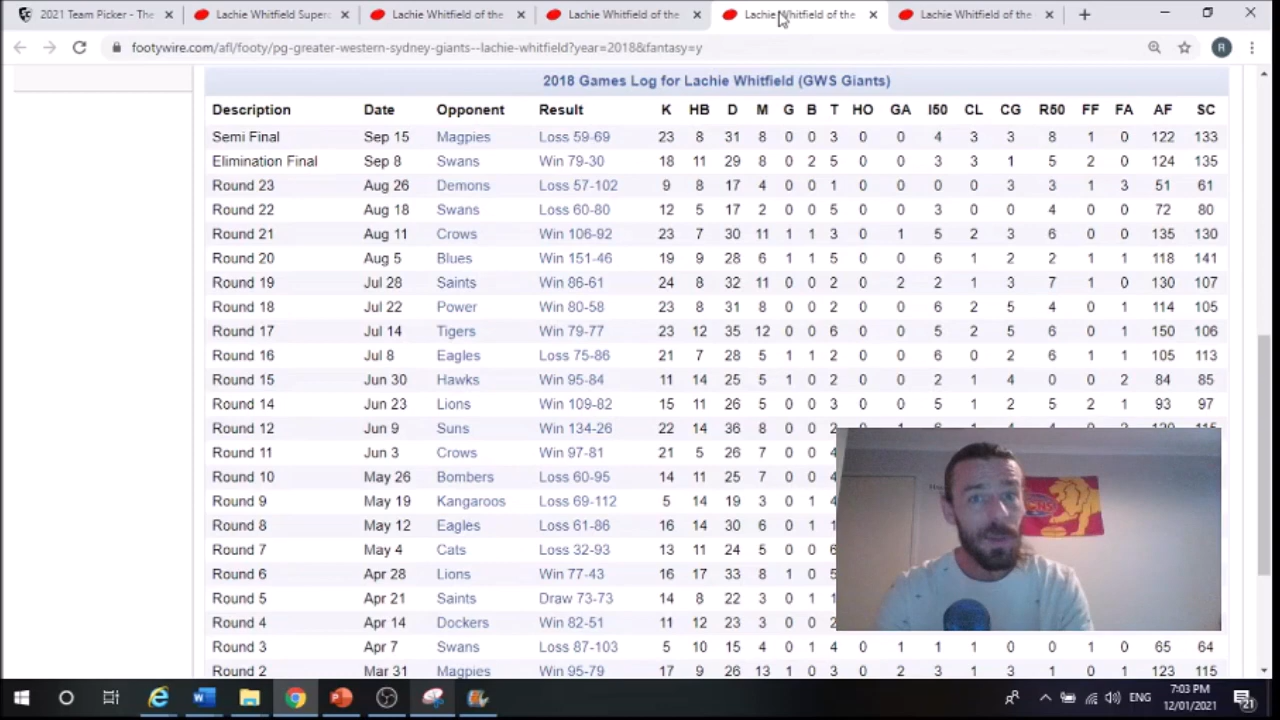 2021 Team Picker - The
Lachie Whitfield Superc
Lachie Whitfield of the
Lachie Whitfield of the
Lachie Whitfield of the
Lachie Whitfield of the
footywire.com/afl/footy/pg-greater-western-sydney-giants--lachie-whitfield?year=2018&fantasy=y
R
2018 Games Log for Lachie Whitfield (GWS Giants)
Description Date Opponent Result K HB D M G B T HO GA I50 CL CG R50 FF FA AF SC
Semi Final Sep 15 Magpies Loss 59-69 23 8 31 8 0 0 3 0 0 4 3 3 8 1 0 122 133
Elimination Final Sep 8 Swans Win 79-30 18 11 29 8 0 2 5 0 0 3 3 1 5 2 0 124 135
Round 23 Aug 26 Demons Loss 57-102 9 8 17 4 0 0 1 0 0 0 0 3 3 1 3 51 61
Round 22 Aug 18 Swans Loss 60-80 12 5 17 2 0 0 5 0 0 3 0 0 4 0 0 72 80
Round 21 Aug 11 Crows Win 106-92 23 7 30 11 1 1 3 0 1 5 2 3 6 0 0 135 130
Round 20 Aug 5 Blues Win 151-46 19 9 28 6 1 1 5 0 0 6 1 2 2 1 1 118 141
Round 19 Jul 28 Saints Win 86-61 24 8 32 11 0 0 2 0 2 2 1 3 7 1 0 130 107
Round 18 Jul 22 Power Win 80-58 23 8 31 8 0 0 2 0 0 6 2 5 4 0 1 114 105
Round 17 Jul 14 Tigers Win 79-77 23 12 35 12 0 0 6 0 0 5 2 5 6 0 1 150 106
Round 16 Jul 8 Eagles Loss 75-86 21 7 28 5 1 1 2 0 0 6 0 2 6 1 1 105 113
Round 15 Jun 30 Hawks Win 95-84 11 14 25 5 1 0 2 0 0 2 1 4 0 0 2 84 85
Round 14 Jun 23 Lions Win 109-82 15 11 26 5 0 0 3 0 0 5 1 2 5 2 1 93 97
Round 12 Jun 9 Suns Win 134-26 22 14 36 8 0 0
Round 11 Jun 3 Crows Win 97-81 21 5 26 7 0 0 4
Round 10 May 26 Bombers Loss 60-95 14 11 25 7 0 0 4
Round 9 May 19 Kangaroos Loss 69-112 5 14 19 3 0 1 4
Round 8 May 12 Eagles Loss 61-86 16 14 30 6 0 1 1
Round 7 May 4 Cats Loss 32-93 13 11 24 5 0 0 6
Round 6 Apr 28 Lions Win 77-43 16 17 33 8 1 0 5
Round 5 Apr 21 Saints Draw 73-73 14 8 22 3 0 1 1
Round 4 Apr 14 Dockers Win 82-51 11 12 23 3 0 0 2
Round 3 Apr 7 Swans Loss 87-103 5 10 15 4 0 1 4 0 1 1 1 0 0 0 0 65 64
Round 2 Mar 31 Magpies Win 95-79 17 9 26 13 1 0 3 0 2 3 1 3 1 0 1 123 115
ENG
7:03 PM
12/01/2021
21